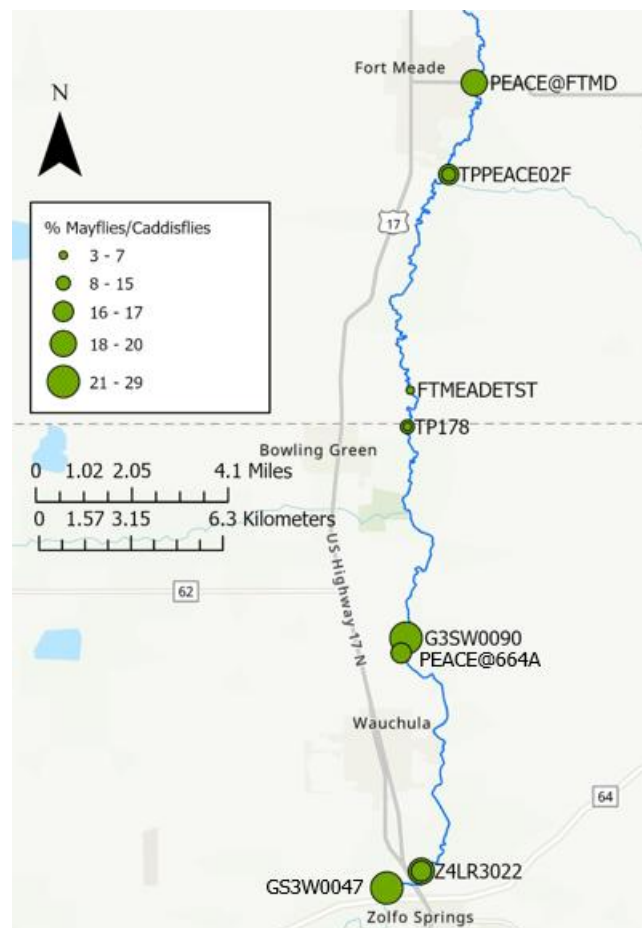 Fort Meade
PEACE@FTMD
N
TPPEACE02F
17
% Mayflies/Caddisflies
3 - 7
8 - 15
16 - 17
18 - 20
21 - 29
FTMEADETST
TP178
Bowling Green
0 1.02 2.05 4.1 Miles
0 1.57 3.15 6.3 Kilometers
US Highway 17 N
62
G3SW0090
PEACE@664A
Wauchula
64
Z4LR3022
GS3W0047
Zolfo Springs